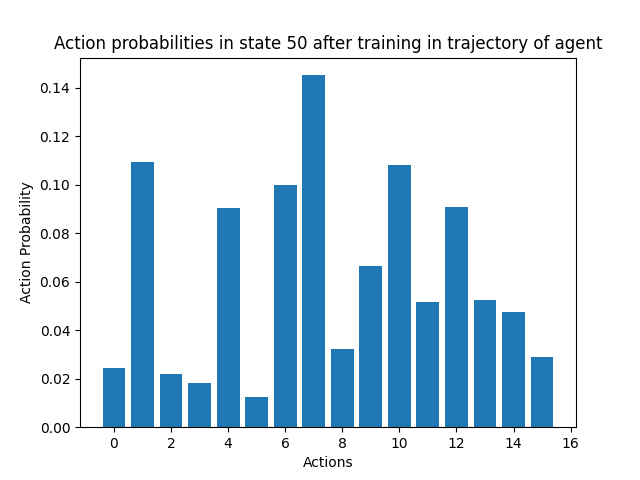 Action probabilities in state 50 after training in trajectory of agent
0.14
0.12
0.10
0.08
0.06
0.04
0.02
0.00
Action Probability
0 2 4 6 8 10 12 14 16
Actions